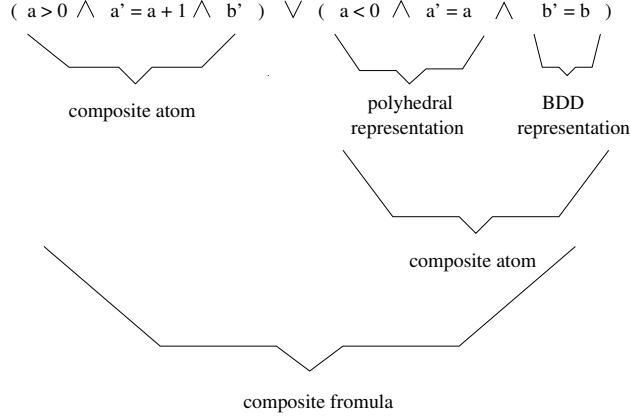 ( a > 0 ∧ a' = a + 1 ∧ b' ) ∨ ( a < 0 ∧ a' = a ∧ b' = b )
composite atom
polyhedral representation
BDD representation
composite atom
composite fromula